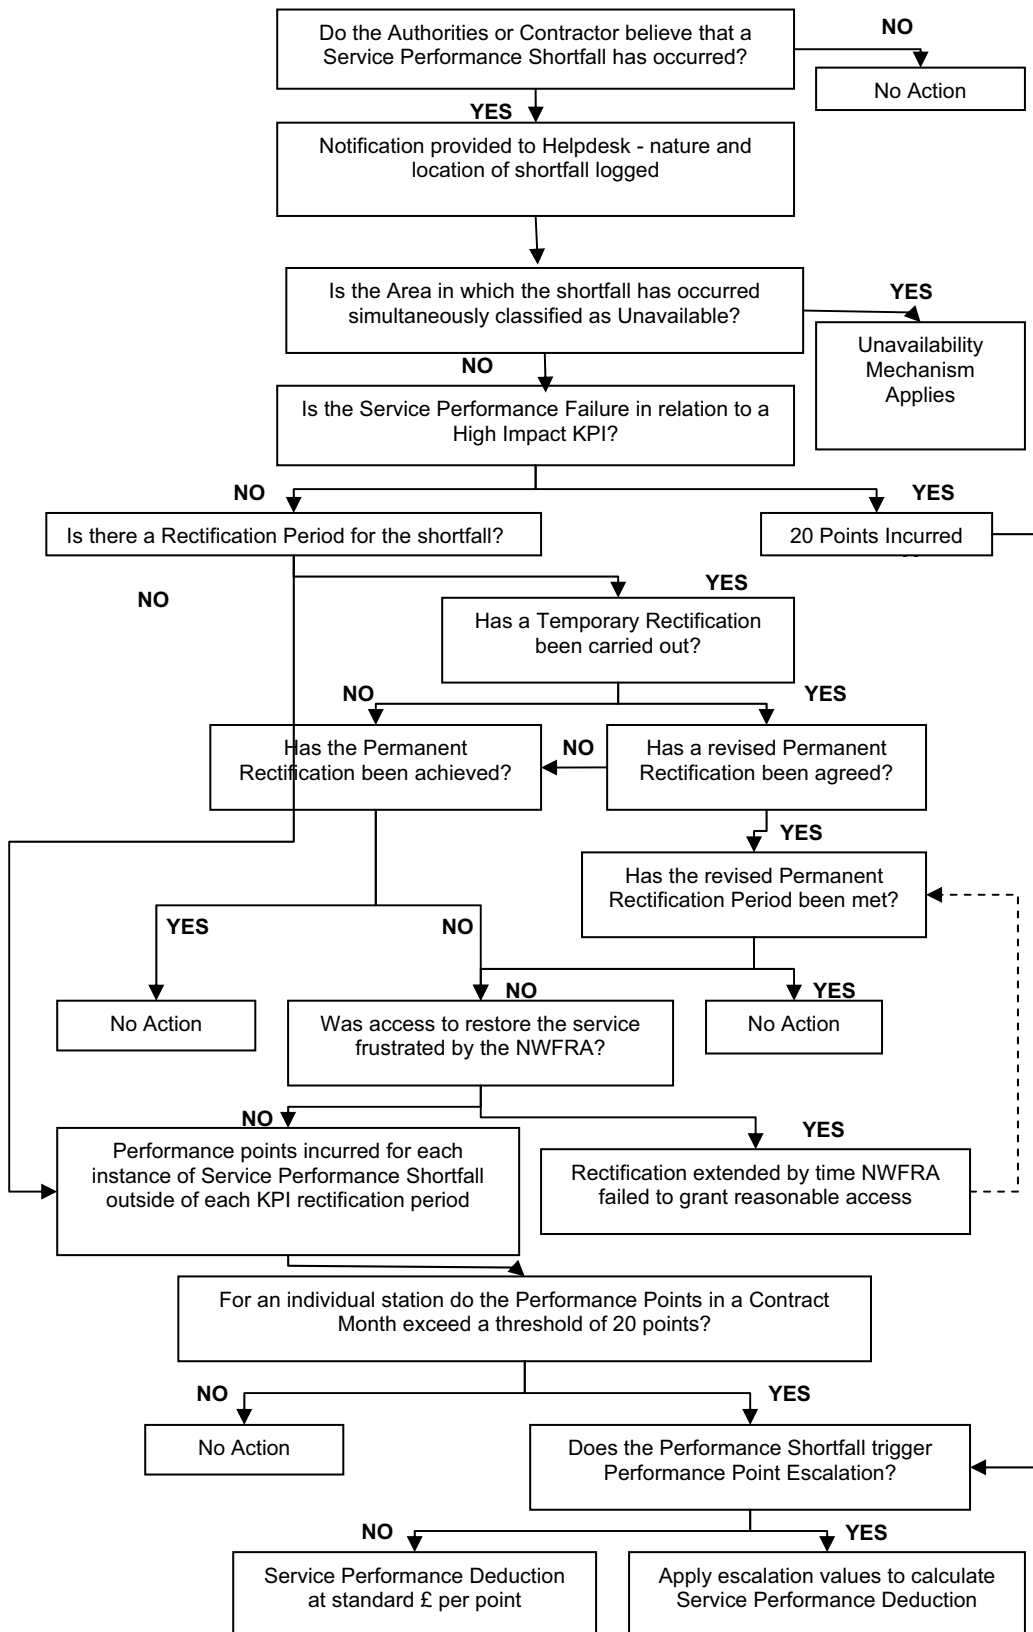 Do the Authorities or Contractor believe that a
Service Performance Shortfall has occurred?
NO
No Action
YES
Notification provided to Helpdesk - nature and
location of shortfall logged
Is the Area in which the shortfall has occurred
simultaneously classified as Unavailable?
YES
Unavailability
Mechanism
Applies
NO
Is the Service Performance Failure in relation to a
High Impact KPI?
NO
YES
Is there a Rectification Period for the shortfall?
20 Points Incurred
NO
YES
Has a Temporary Rectification
been carried out?
NO
YES
Has the Permanent
Rectification been achieved?
NO
Has a revised Permanent
Rectification been agreed?
YES
Has the revised Permanent
Rectification Period been met?
YES
NO
No Action
NO
Was access to restore the service
frustrated by the NWFRA?
YES
No Action
NO
Performance points incurred for each
instance of Service Performance Shortfall
outside of each KPI rectification period
YES
Rectification extended by time NWFRA
failed to grant reasonable access
For an individual station do the Performance Points in a Contract
Month exceed a threshold of 20 points?
NO
YES
No Action
Does the Performance Shortfall trigger
Performance Point Escalation?
NO
YES
Service Performance Deduction
at standard £ per point
Apply escalation values to calculate
Service Performance Deduction